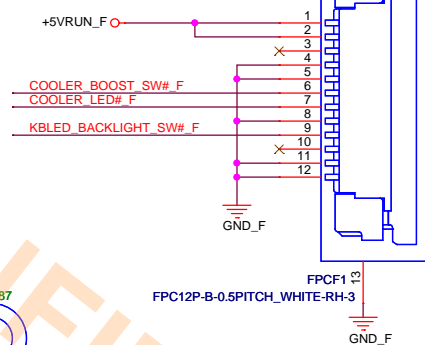 +5VRUN_F
1
2
3
4
5
COOLER_BOOST_SW#_F 6
COOLER_LED#_F 7
8
KBLED_BACKLIGHT_SW#_F 9
10
11
12
GND_F
FPCF1 13
87
FPC12P-B-0.5PITCH_WHITE-RH-3
GND_F